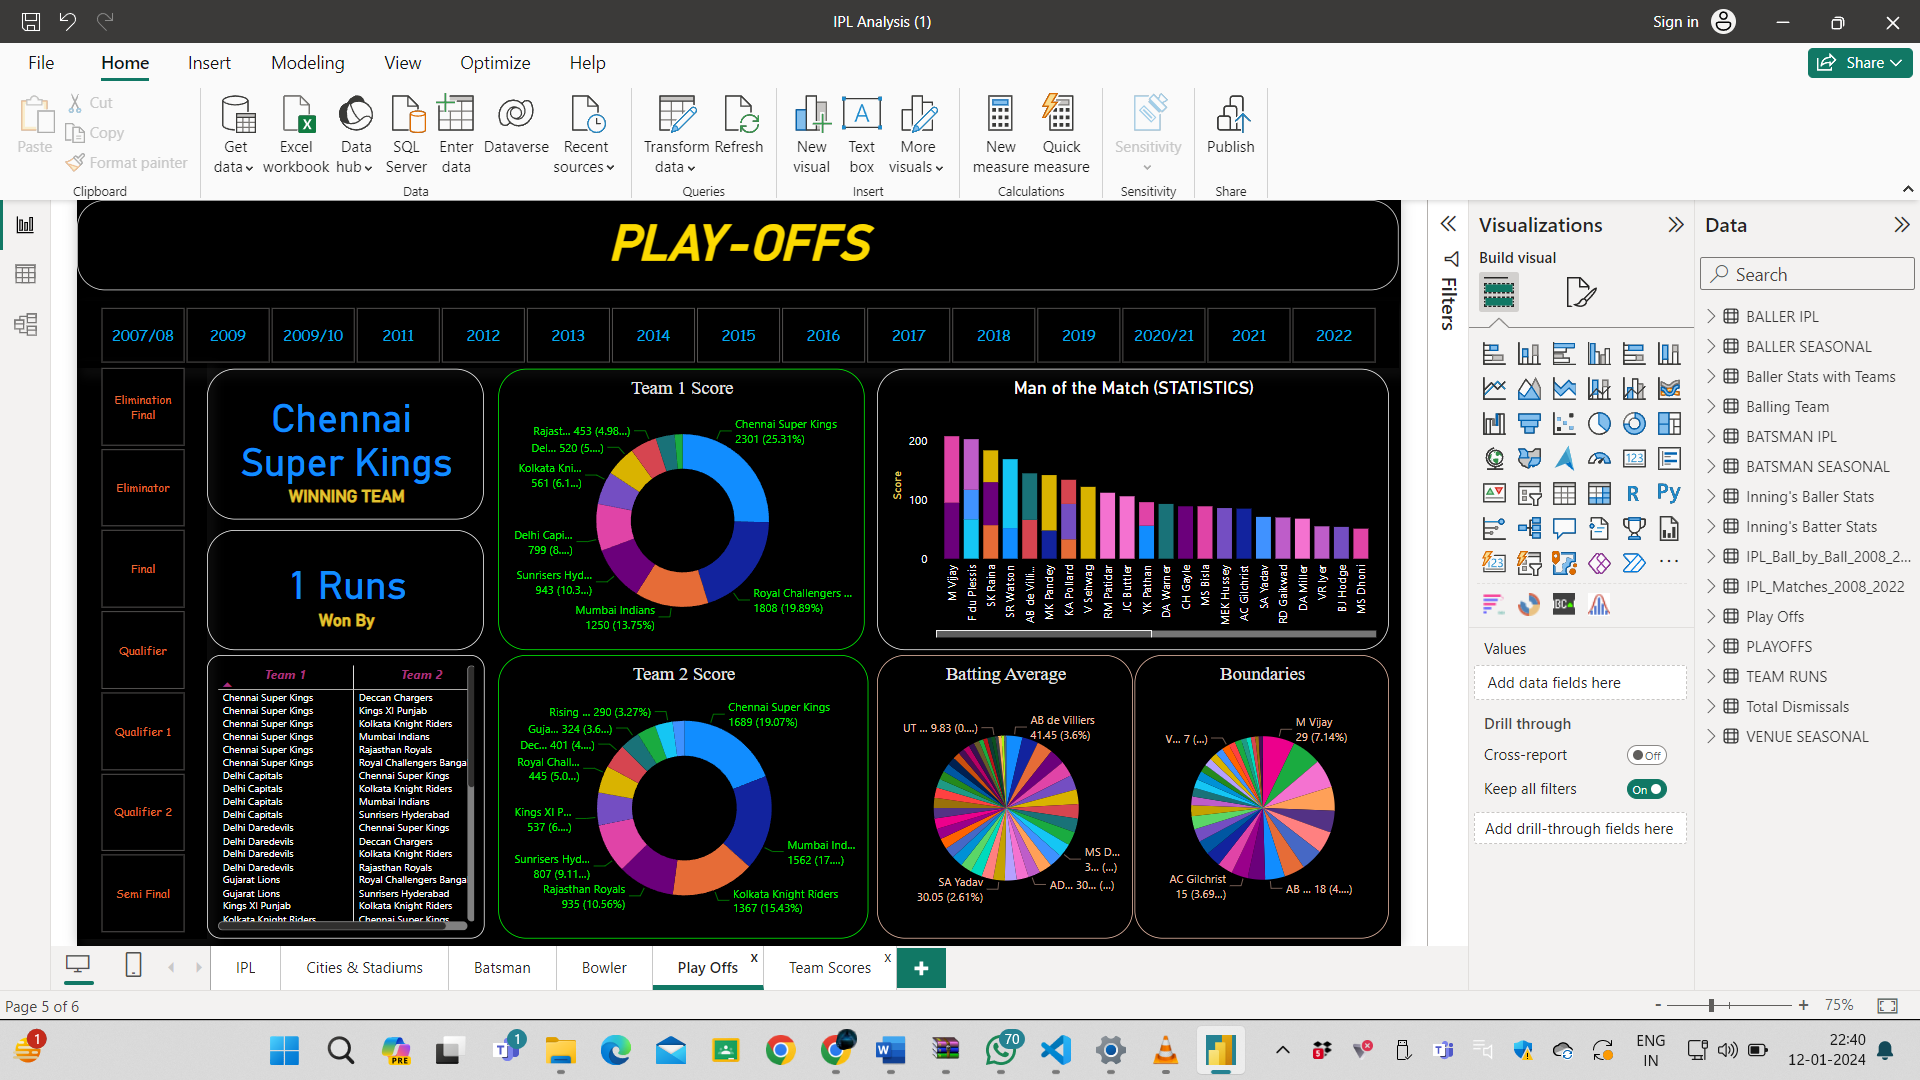 IPL Analysis (1)
Sign in
File
Home
Insert
Modeling
View
Optimize
Help
Share
Paste
Cut
Copy
Format painter
Clipboard
Get data
Excel workbook
Data hub
SQL Server
Enter data
Dataverse
Recent sources
Data
Transform data
Refresh
Queries
New visual
Text box
More visuals
Insert
New measure
Quick measure
Calculations
Sensitivity
Sensitivity
Publish
Share
PLAY-OFFS
2007/08
2009
2009/10
2011
2012
2013
2014
2015
2016
2017
2018
2019
2020/21
2021
2022
Elimination
Final
Eliminator
Final
Qualifier
Qualifier 1
Qualifier 2
Semi Final
Chennai
Super Kings
WINNING TEAM
1 Runs
Won By
Team 1 Team 2
Chennai Super Kings Deccan Chargers
Chennai Super Kings Kings XI Punjab
Chennai Super Kings Kolkata Knight Riders
Chennai Super Kings Mumbai Indians
Chennai Super Kings Rajasthan Royals
Chennai Super Kings Royal Challengers Banga
Delhi Capitals Chennai Super Kings
Delhi Capitals Kolkata Knight Riders
Delhi Capitals Mumbai Indians
Delhi Capitals Sunrisers Hyderabad
Delhi Daredevils Chennai Super Kings
Delhi Daredevils Deccan Chargers
Delhi Daredevils Kolkata Knight Riders
Delhi Daredevils Rajasthan Royals
Gujarat Lions Royal Challengers Banga
Gujarat Lions Sunrisers Hyderabad
Kings XI Punjab Kolkata Knight Riders
Kolkata Knight Riders Chennai Super Kings
Team 1 Score
Chennai Super Kings
2301 (25.31%)
Royal Challengers ...
1808 (19.89%)
Mumbai Indians
1250 (13.75%)
Sunrisers Hyd...
943 (10.3...)
Delhi Capi...
799 (8....)
Kolkata Kni...
561 (6.1...)
Del... 520 (5....)
Rajast... 453 (4.98...)
Team 2 Score
Chennai Super Kings
1689 (19.07%)
Mumbai Ind...
1562 (17....)
Kolkata Knight Riders
1367 (15.43%)
Rajasthan Royals
935 (10.56%)
Sunrisers Hyd...
807 (9.11...)
Kings XI P...
537 (6....)
Royal Chall...
445 (5.0...)
Dec... 401 (4....)
Guja... 324 (3.6...)
Rising ... 290 (3.27%)
Man of the Match (STATISTICS)
Score
200
100
0
M Vijay
F du Plessis
SK Raina
SR Watson
AB de Villi...
MK Pandey
KA Pollard
V Sehwag
RM Patidar
JC Buttler
YK Pathan
DA Warner
CH Gayle
MS Bisla
MEK Hussey
AC Gilchrist
SA Yadav
RD Gaikwad
DA Miller
VR Iyer
BJ Hodge
MS Dhoni
Batting Average
AB de Villiers
41.45 (3.6%)
MS D...
3... (...)
AD... 30... (...)
SA Yadav
30.05 (2.61%)
UT ... 9.83 (0....)
Boundaries
M Vijay
29 (7.14%)
AB ... 18 (4....)
AC Gilchrist
15 (3.69...)
V... 7 (...)
Filters
Visualizations
Build visual
Values
Add data fields here
Drill through
Cross-report
Off
Keep all filters
On
Add drill-through fields here
Data
Search
BALLER IPL
BALLER SEASONAL
Baller Stats with Teams
Balling Team
BATSMAN IPL
BATSMAN SEASONAL
Inning's Baller Stats
Inning's Batter Stats
IPL_Ball_by_Ball_2008_2...
IPL_Matches_2008_2022
Play Offs
PLAYOFFS
TEAM RUNS
Total Dismissals
VENUE SEASONAL
IPL
Cities & Stadiums
Batsman
Bowler
Play Offs
Team Scores
Page 5 of 6
75%
ENG
IN
22:40
12-01-2024